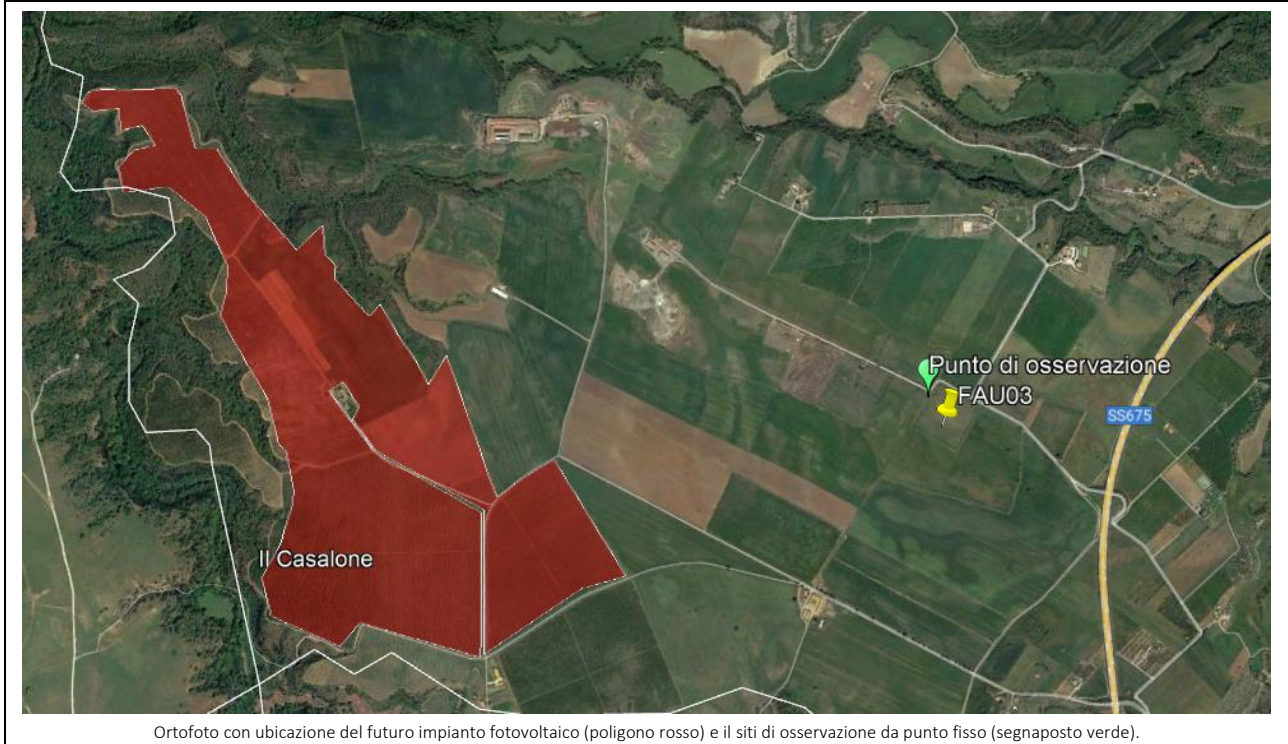 Punto di osservazione
FAU03
SS675
Il Casalone
Ortofoto con ubicazione del futuro impianto fotovoltaico (poligono rosso) e il siti di osservazione da punto fisso (segnaposto verde).